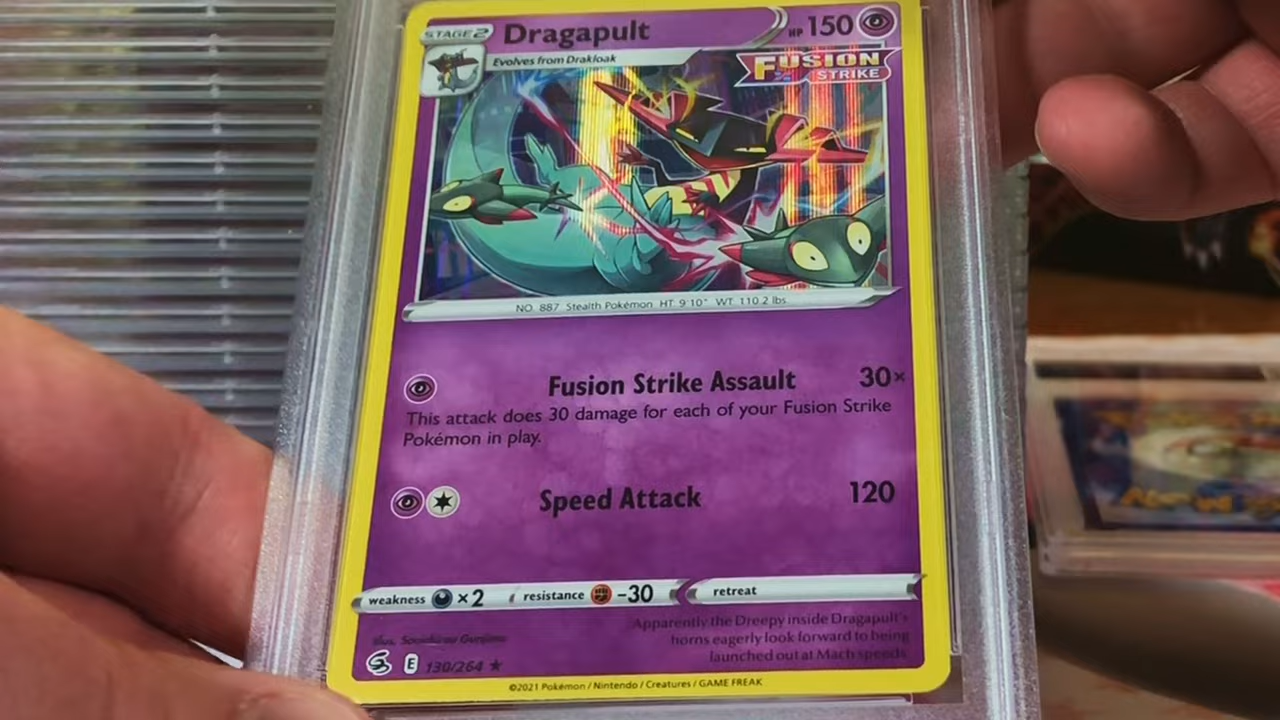 STAGE 2 Dragapult HP 150
Evolves from Drakloak
FUSION
STRIKE
NO. 887 Stealth Pokémon HT: 9'10" WT: 110.2 lbs
Fusion Strike Assault 30×
This attack does 30 damage for each of your Fusion Strike
Pokémon in play.
Speed Attack 120
weakness ×2 resistance -30 retreat
Apparently the Dreepy inside Dragapult's
horns eagerly look forward to being
launched out at Mach speeds.
Illus.
E 130/264 ★
©2021 Pokémon / Nintendo / Creatures / GAME FREAK